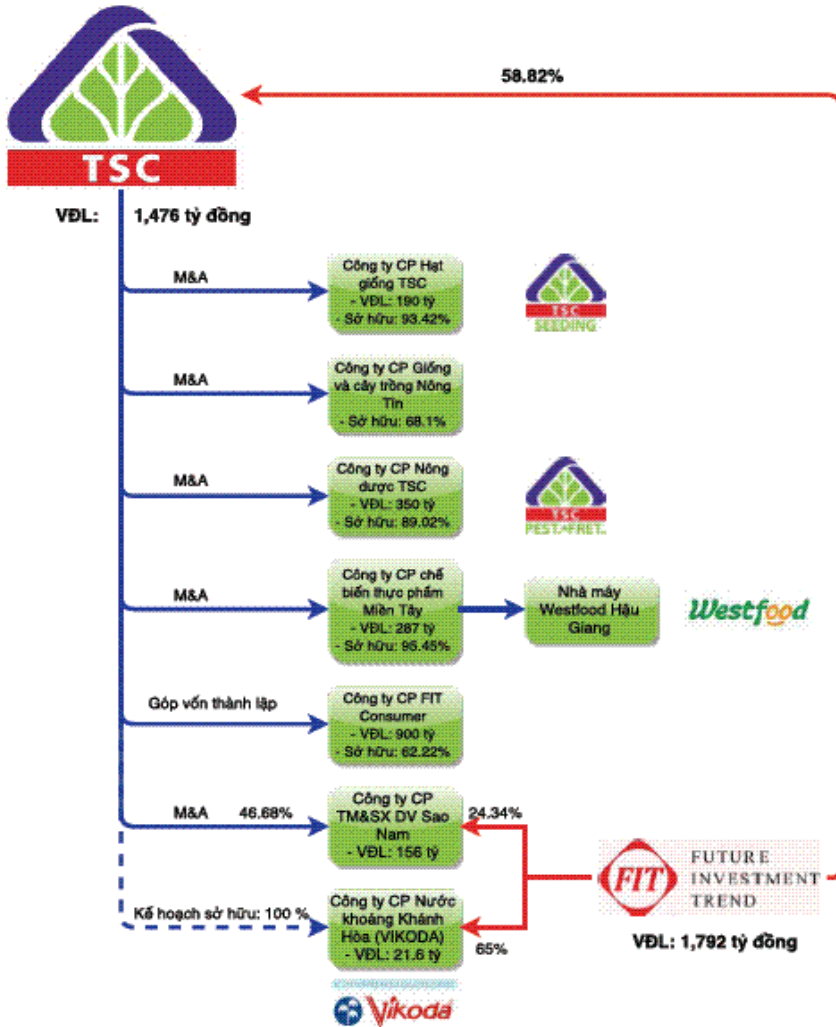 58.82%
TSC
VĐL: 1,476 tỷ đồng
M&A
Công ty CP Hạt
giống TSC
- VĐL: 190 tỷ
- Sở hữu: 93.42%
TSC
SEEDING
M&A
Công ty CP Giống
và cây trồng Nông
Tín
- Sở hữu: 68.1%
M&A
Công ty CP Nông
dược TSC
- VĐL: 350 tỷ
- Sở hữu: 89.02%
TSC
PEST.+FRET..
M&A
Công ty CP chế
biến thực phẩm
Miền Tây
- VĐL: 287 tỷ
- Sở hữu: 95.45%
Nhà máy
Westfood Hậu
Giang
Westfood
Góp vốn thành lập
Công ty CP FIT
Consumer
- VĐL: 900 tỷ
- Sở hữu: 62.22%
M&A
46.68%
Công ty CP
TM&SX DV Sao
Nam
- VĐL: 156 tỷ
24.34%
FIT
FUTURE
INVESTMENT
TREND
VĐL: 1,792 tỷ đồng
Kế hoạch sở hữu: 100 %
Công ty CP Nước
khoáng Khánh
Hòa (VIKODA)
- VĐL: 21.6 tỷ
65%
Vikoda